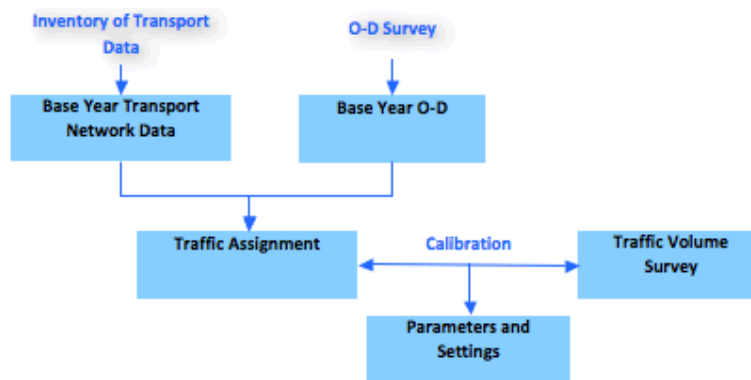 Inventory of Transport
Data
O-D Survey
Base Year Transport
Network Data
Base Year O-D
Traffic Assignment
Calibration
Traffic Volume
Survey
Parameters and
Settings